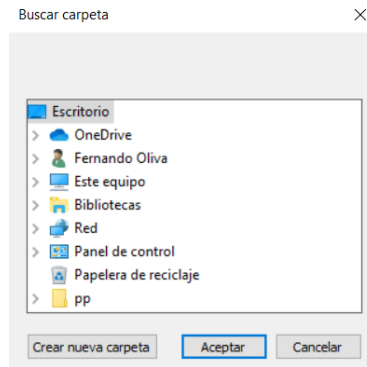 Buscar carpeta
Escritorio
OneDrive
Fernando Oliva
Este equipo
Bibliotecas
Red
Panel de control
Papelera de reciclaje
pp
Crear nueva carpeta Aceptar Cancelar